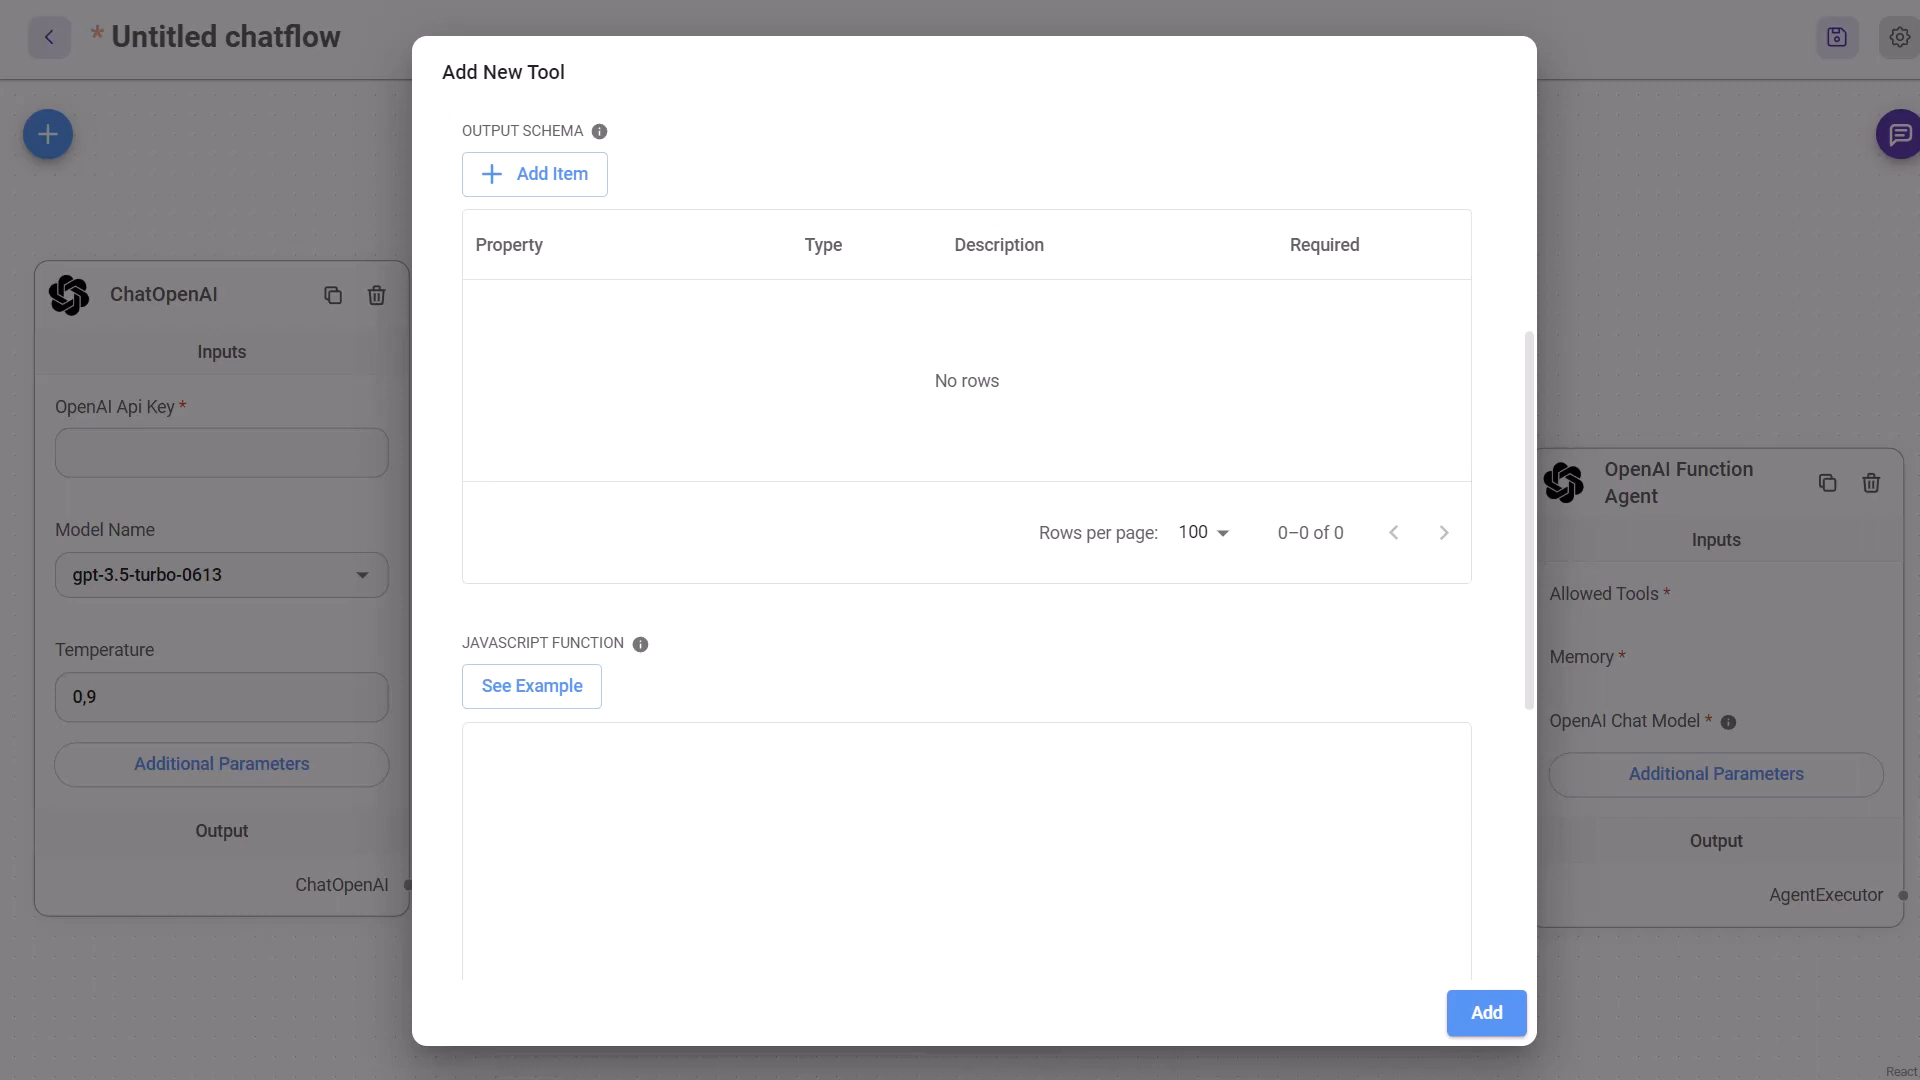 * Untitled chatflow
Add New Tool
OUTPUT SCHEMA
Add Item
Property Type Description Required
No rows
Rows per page: 100 0–0 of 0
JAVASCRIPT FUNCTION
See Example
Add
ChatOpenAI
Inputs
OpenAI Api Key *
Model Name
gpt-3.5-turbo-0613
Temperature
0,9
Additional Parameters
Output
ChatOpenAI
OpenAI Function
Agent
Inputs
Allowed Tools *
Memory *
OpenAI Chat Model *
Additional Parameters
Output
AgentExecutor
React